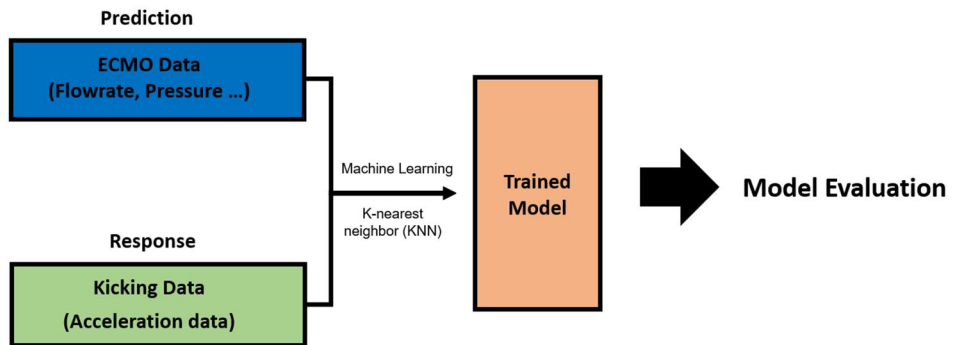 Prediction
ECMO Data
(Flowrate, Pressure ...)
Machine Learning
K-nearest
neighbor (KNN)
Response
Kicking Data
(Acceleration data)
Trained
Model
Model Evaluation